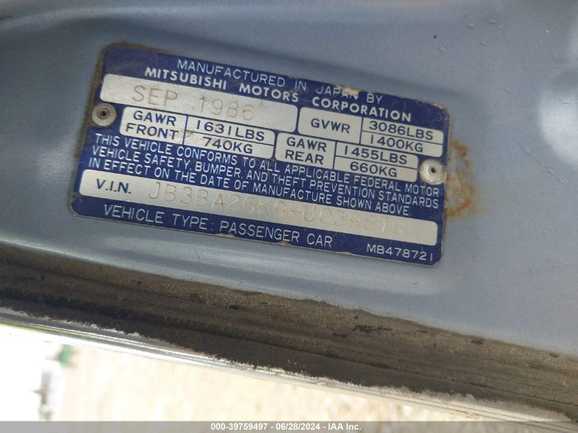 MANUFACTURED IN JAPAN BY
MITSUBISHI MOTORS CORPORATION
SEP 1986
GVWR 3086LBS
1400KG
GAWR FRONT 1631LBS
740KG
GAWR REAR 1455LBS
660KG
THIS VEHICLE CONFORMS TO ALL APPLICABLE FEDERAL MOTOR
VEHICLE SAFETY, BUMPER, AND THEFT PREVENTION STANDARDS
IN EFFECT ON THE DATE OF MANUFACTURE SHOWN ABOVE.
V.I.N.
VEHICLE TYPE: PASSENGER CAR
MB478721
©00-39759497 - 06/28/2024 - IAA Inc.